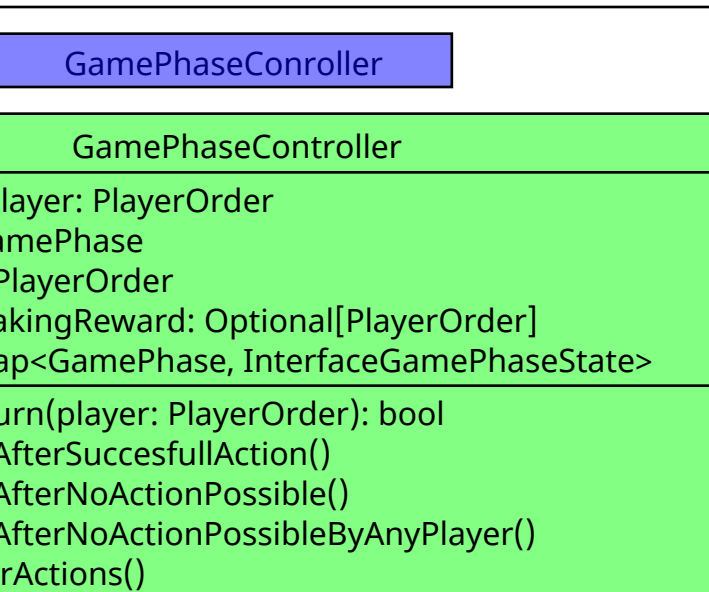 GamePhaseConroller
GamePhaseController
layer: PlayerOrder
amePhase
PlayerOrder
akingReward: Optional[PlayerOrder]
ap<GamePhase, InterfaceGamePhaseState>
urn(player: PlayerOrder): bool
AfterSuccesfullAction()
AfterNoActionPossible()
AfterNoActionPossibleByAnyPlayer()
rActions()